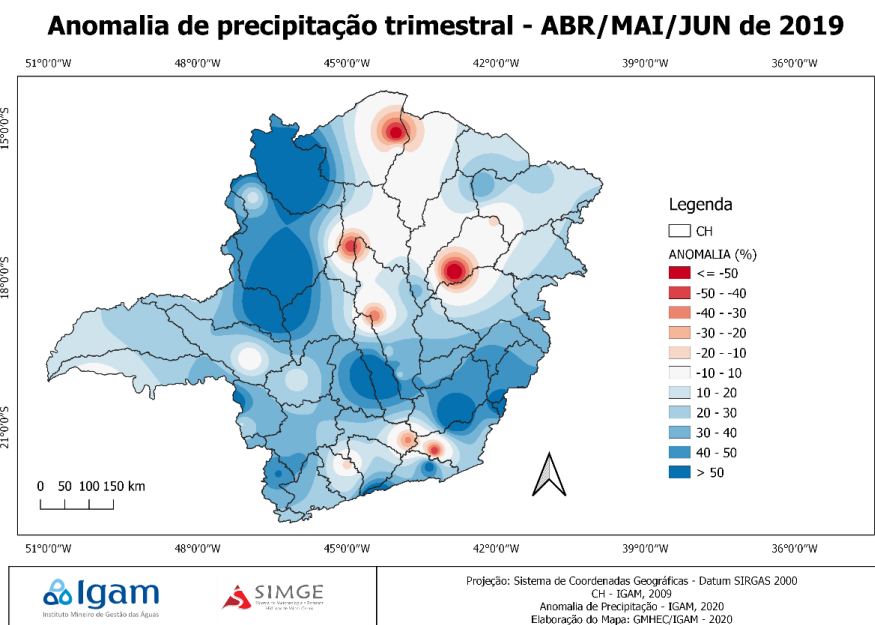 Anomalia de precipitação trimestral - ABR/MAI/JUN de 2019
51°0'0"W 48°0'0"W 45°0'0"W 42°0'0"W 39°0'0"W 36°0'0"W
15°0'0"S
18°0'0"S
21°0'0"S
Legenda
CH
ANOMALIA (%)
<= -50
-50 - -40
-40 - -30
-30 - -20
-20 - -10
-10 - 10
10 - 20
20 - 30
30 - 40
40 - 50
> 50
0 50 100 150 km
51°0'0"W 48°0'0"W 45°0'0"W 42°0'0"W 39°0'0"W 36°0'0"W
Igam
Instituto Mineiro de Gestão das Águas
SIMGE
Projeção: Sistema de Coordenadas Geográficas - Datum SIRGAS 2000
CH - IGAM, 2009
Anomalia de Precipitação - IGAM, 2020
Elaboração do Mapa: GMHEC/IGAM - 2020